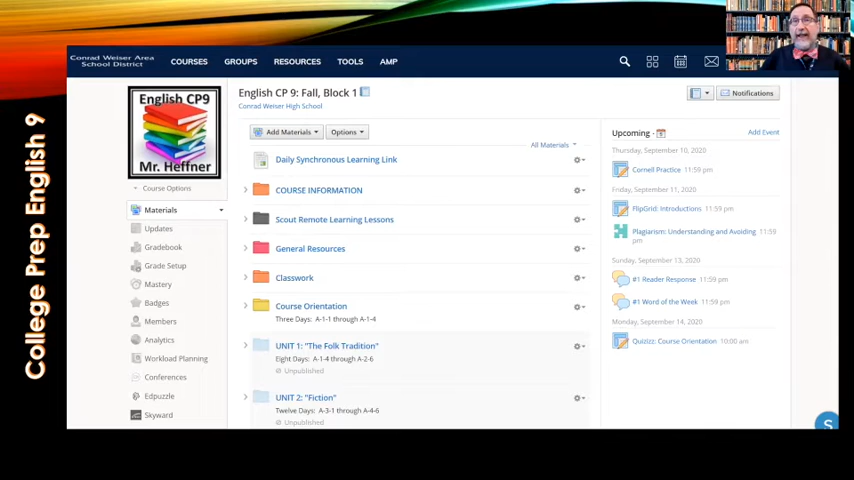 College Prep English 9
Conrad Weiser Area
School District
COURSES GROUPS RESOURCES TOOLS AMP
English CP9
Mr. Heffner
Course Options
Materials
Updates
Gradebook
Grade Setup
Mastery
Badges
Members
Analytics
Workload Planning
Conferences
Edpuzzle
Skyward
English CP 9: Fall, Block 1
Conrad Weiser High School
Notifications
Add Materials Options
All Materials
Daily Synchronous Learning Link
COURSE INFORMATION
Scout Remote Learning Lessons
General Resources
Classwork
Course Orientation
Three Days: A-1-1 through A-1-4
UNIT 1: "The Folk Tradition"
Eight Days: A-1-4 through A-2-6
Unpublished
UNIT 2: "Fiction"
Twelve Days: A-3-1 through A-4-6
Unpublished
Upcoming Add Event
Thursday, September 10, 2020
Cornell Practice 11:59 pm
Friday, September 11, 2020
FlipGrid: Introductions 11:59 pm
Plagiarism: Understanding and Avoiding 11:59
pm
Sunday, September 13, 2020
#1 Reader Response 11:59 pm
#1 Word of the Week 11:59 pm
Monday, September 14, 2020
Quizizz: Course Orientation 10:00 am
S